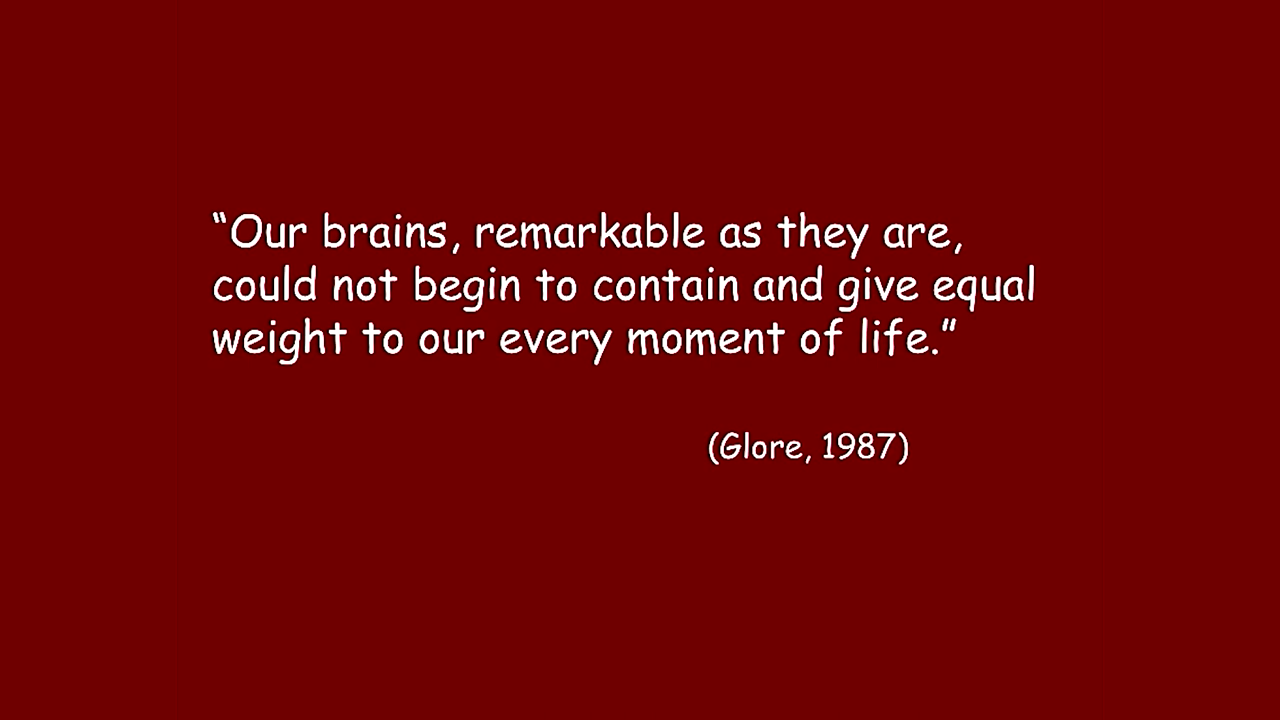 “Our brains, remarkable as they are,
could not begin to contain and give equal
weight to our every moment of life.”
(Glore, 1987)